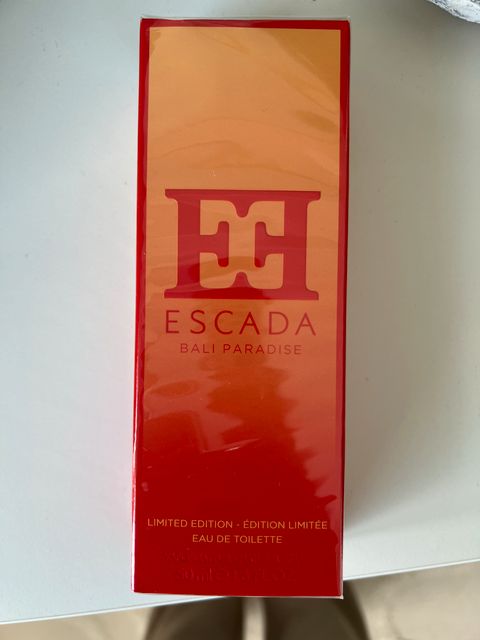 ESCADA
BALI PARADISE
LIMITED EDITION - ÉDITION LIMITÉE
EAU DE TOILETTE